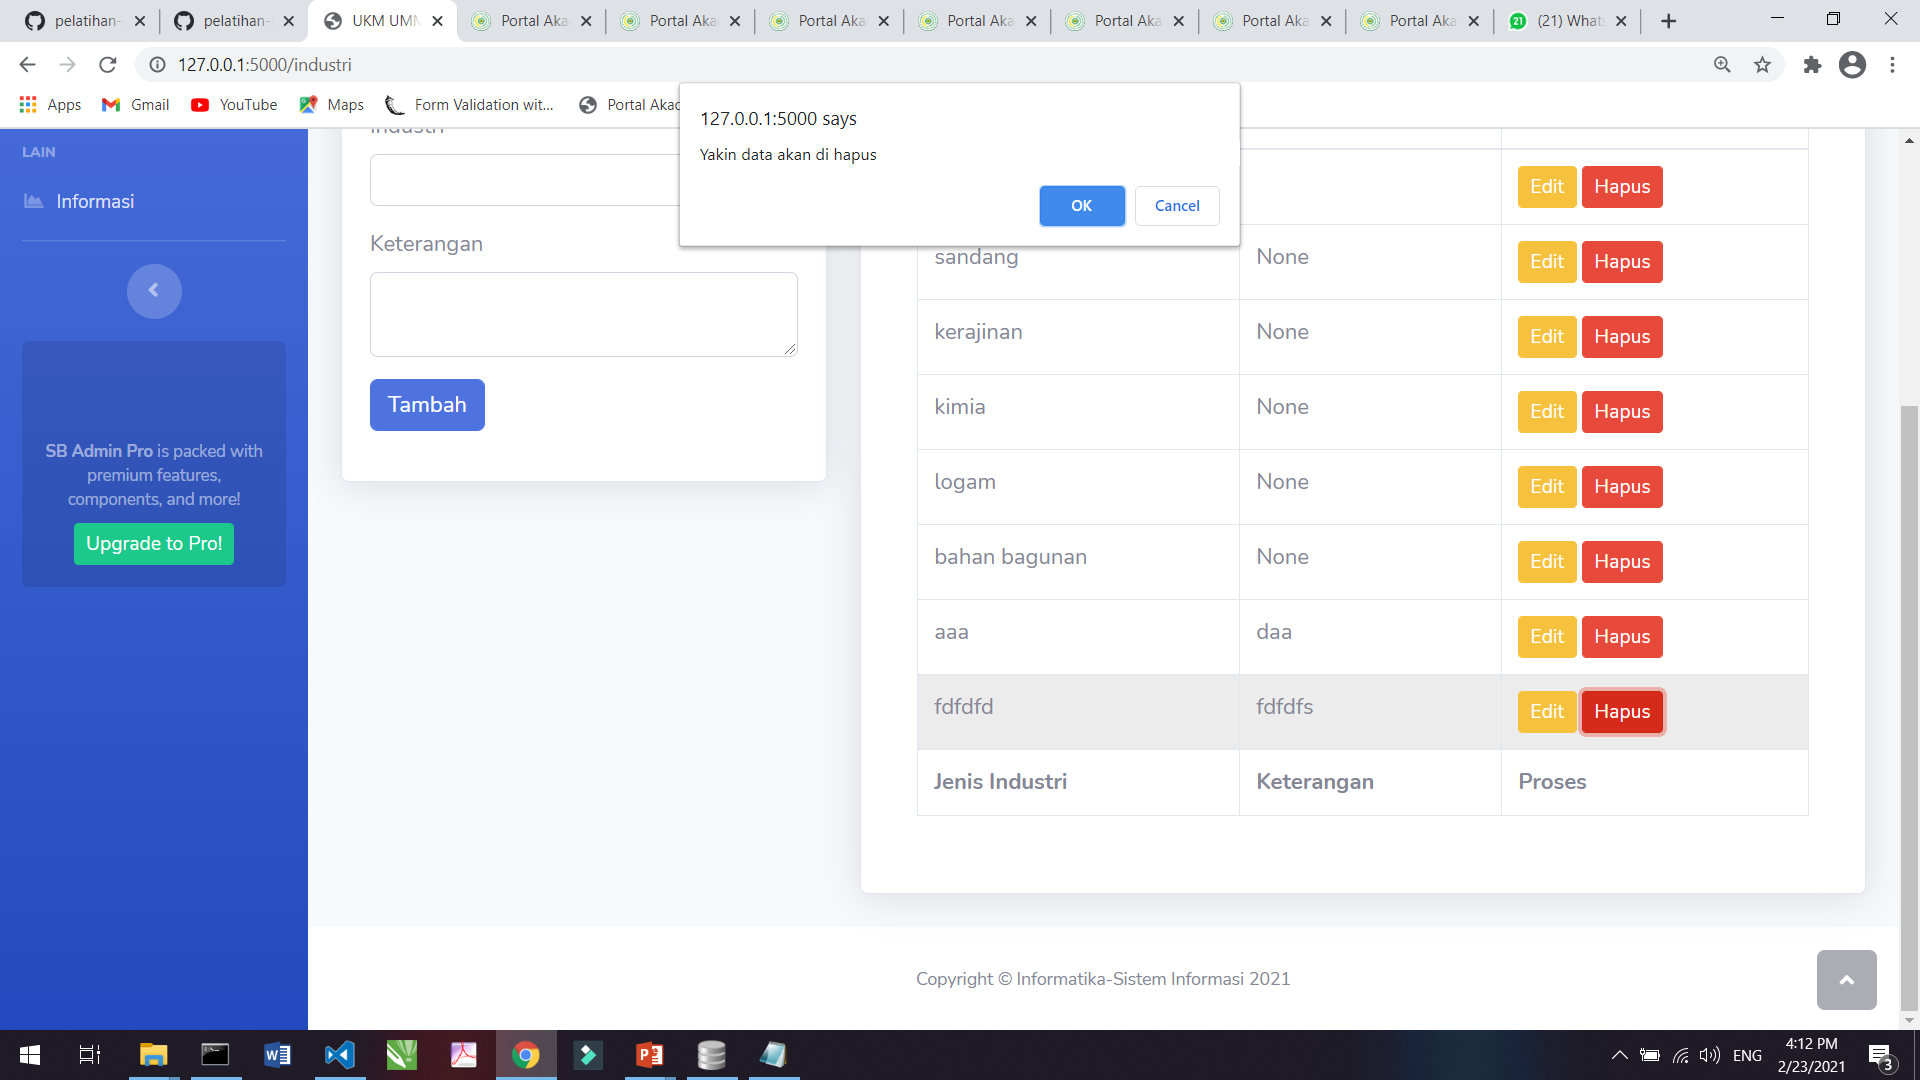 pelatihan-
pelatihan-
UKM UMM
Portal Aka
Portal Aka
Portal Aka
Portal Aka
Portal Aka
Portal Aka
Portal Aka
21
(21) What
127.0.0.1:5000/industri
Apps
Gmail
YouTube
Maps
Form Validation wit...
Portal Akad
127.0.0.1:5000 says
Yakin data akan di hapus
OK
Cancel
LAIN
Informasi
SB Admin Pro is packed with
premium features,
components, and more!
Upgrade to Pro!
Industri
Keterangan
Tambah
Edit Hapus
sandang None Edit Hapus
kerajinan None Edit Hapus
kimia None Edit Hapus
logam None Edit Hapus
bahan bagunan None Edit Hapus
aaa daa Edit Hapus
fdfdfd fdfdfs Edit Hapus
Jenis Industri Keterangan Proses
Copyright © Informatika-Sistem Informasi 2021
ENG
4:12 PM
2/23/2021
3